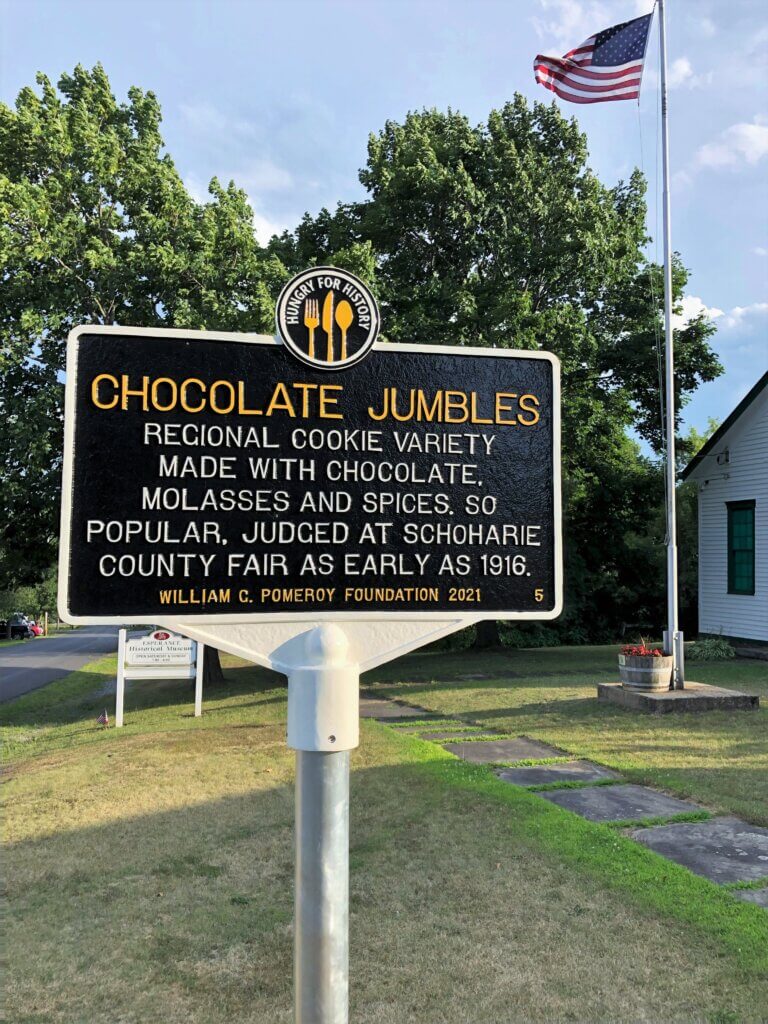 HUNGRY FOR HISTORY
CHOCOLATE JUMBLES
REGIONAL COOKIE VARIETY
MADE WITH CHOCOLATE,
MOLASSES AND SPICES. SO
POPULAR, JUDGED AT SCHOHARIE
COUNTY FAIR AS EARLY AS 1916.
WILLIAM G. POMEROY FOUNDATION 2021 5
ESPERANCE
Historical Museum